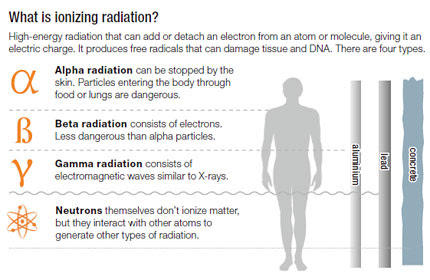 What is ionizing radiation?
High-energy radiation that can add or detach an electron from an atom or molecule, giving it an
electric charge. It produces free radicals that can damage tissue and DNA. There are four types.
α
Alpha radiation can be stopped by the
skin. Particles entering the body through
food or lungs are dangerous.
ß
Beta radiation consists of electrons.
Less dangerous than alpha particles.
γ
Gamma radiation consists of
electromagnetic waves similar to X-rays.
Neutrons themselves don't ionize matter,
but they interact with other atoms to
generate other types of radiation.
aluminium
lead
concrete